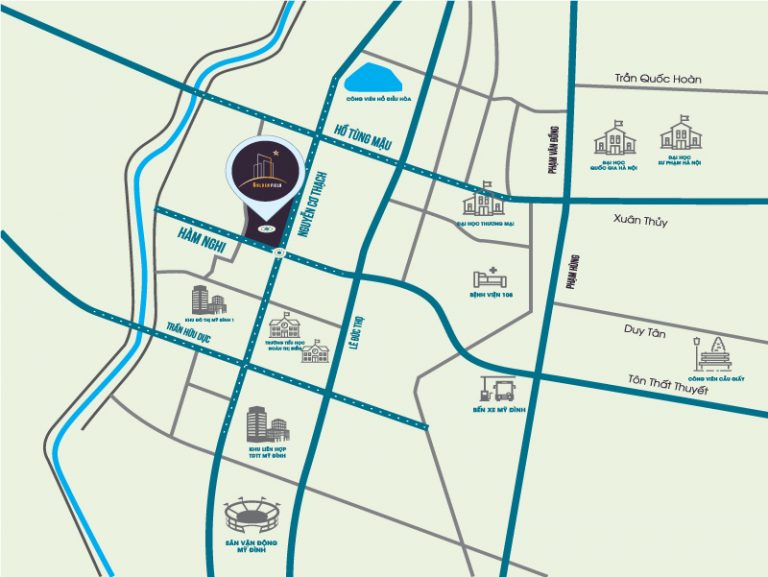 Trần Quốc Hoàn
CÔNG VIÊN HỒ ĐIỀU HÒA
HỒ TÙNG MẬU
PHẠM VĂN ĐỒNG
ĐẠI HỌC
QUỐC GIA HÀ NỘI
ĐẠI HỌC
SƯ PHẠM HÀ NỘI
GOLDENFIELD
NGUYỄN CƠ THẠCH
ĐẠI HỌC THƯƠNG MẠI
Xuân Thủy
HÀM NGHI
PHẠM HÙNG
BỆNH VIỆN 106
KHU ĐÔ THỊ MỸ ĐÌNH 1
TRẦN HỮU DỰC
TRƯỜNG TIỂU HỌC
ĐOÀN THỊ ĐIỂM
LÊ ĐỨC THỌ
Duy Tân
CÔNG VIÊN CẦU GIẤY
Tôn Thất Thuyết
BẾN XE MỸ ĐÌNH
KHU LIÊN HỢP
TDTT MỸ ĐÌNH
SÂN VẬN ĐỘNG
MỸ ĐÌNH